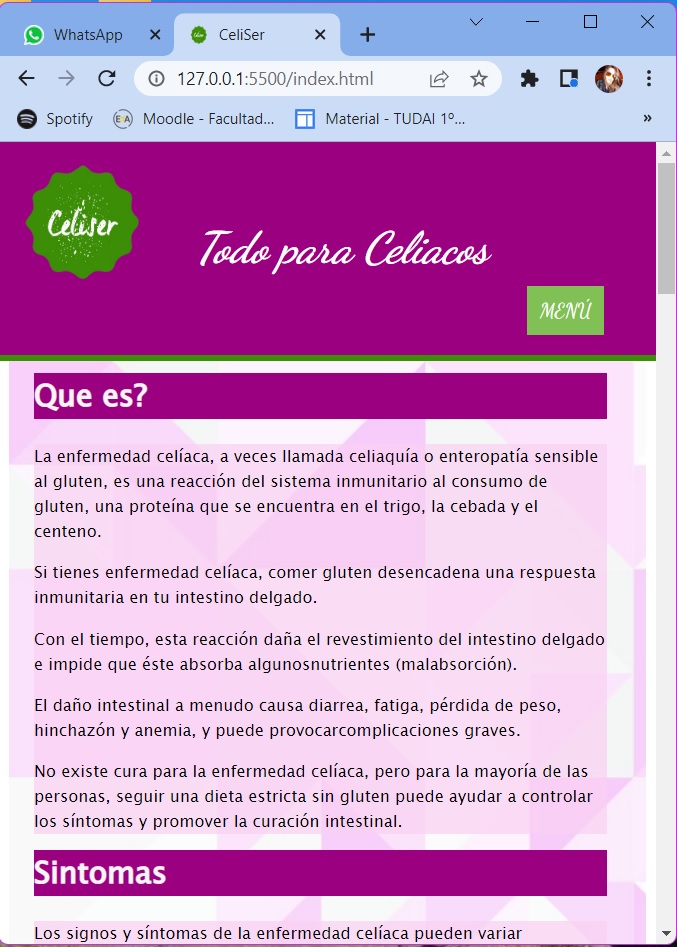 WhatsApp
CeliSer
127.0.0.1:5500/index.html
Spotify
Moodle - Facultad...
Material - TUDAI 1º...
»
Celiser
Todo para Celiacos
MENÚ
Que es?
La enfermedad celíaca, a veces llamada celiaquía o enteropatía sensible
al gluten, es una reacción del sistema inmunitario al consumo de
gluten, una proteína que se encuentra en el trigo, la cebada y el
centeno.
Si tienes enfermedad celíaca, comer gluten desencadena una respuesta
inmunitaria en tu intestino delgado.
Con el tiempo, esta reacción daña el revestimiento del intestino delgado
e impide que éste absorba algunosnutrientes (malabsorción).
El daño intestinal a menudo causa diarrea, fatiga, pérdida de peso,
hinchazón y anemia, y puede provocarcomplicaciones graves.
No existe cura para la enfermedad celíaca, pero para la mayoría de las
personas, seguir una dieta estricta sin gluten puede ayudar a controlar
los síntomas y promover la curación intestinal.
Sintomas
Los signos y síntomas de la enfermedad celíaca pueden variar